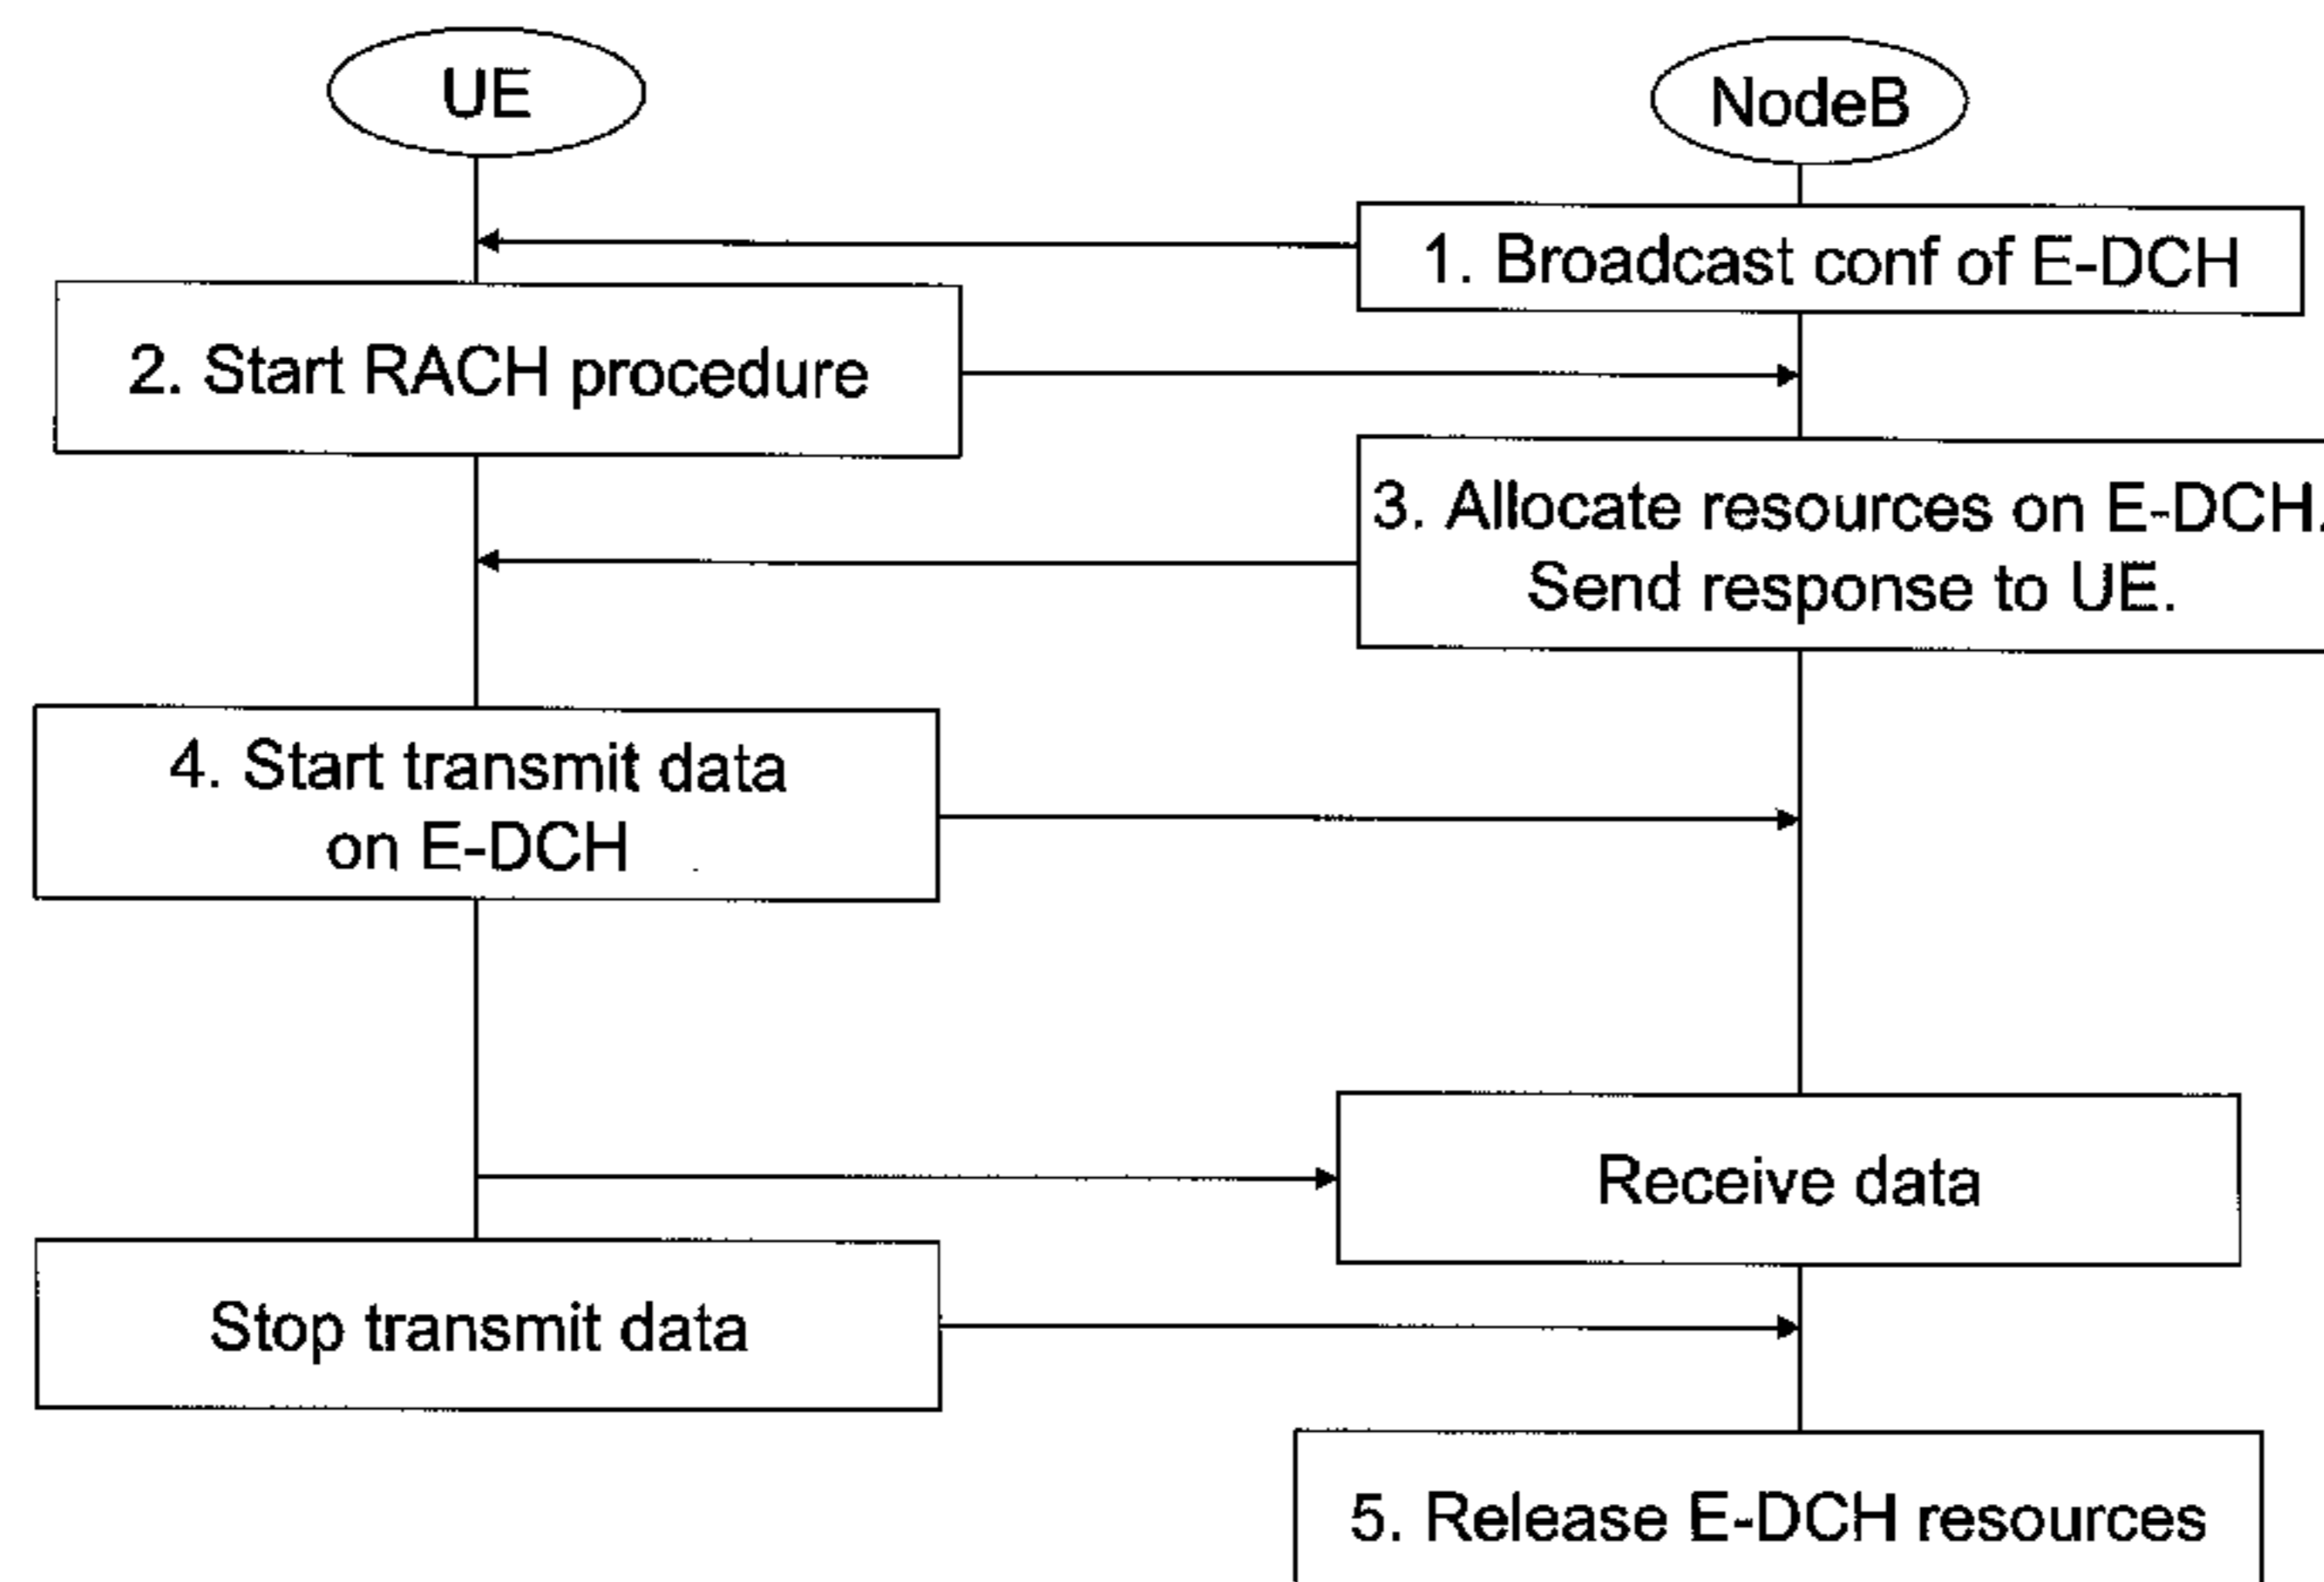 UE
NodeB
1. Broadcast conf of E-DCH
2. Start RACH procedure
3. Allocate resources on E-DCH.
Send response to UE.
4. Start transmit data
on E-DCH
Receive data
Stop transmit data
5. Release E-DCH resources